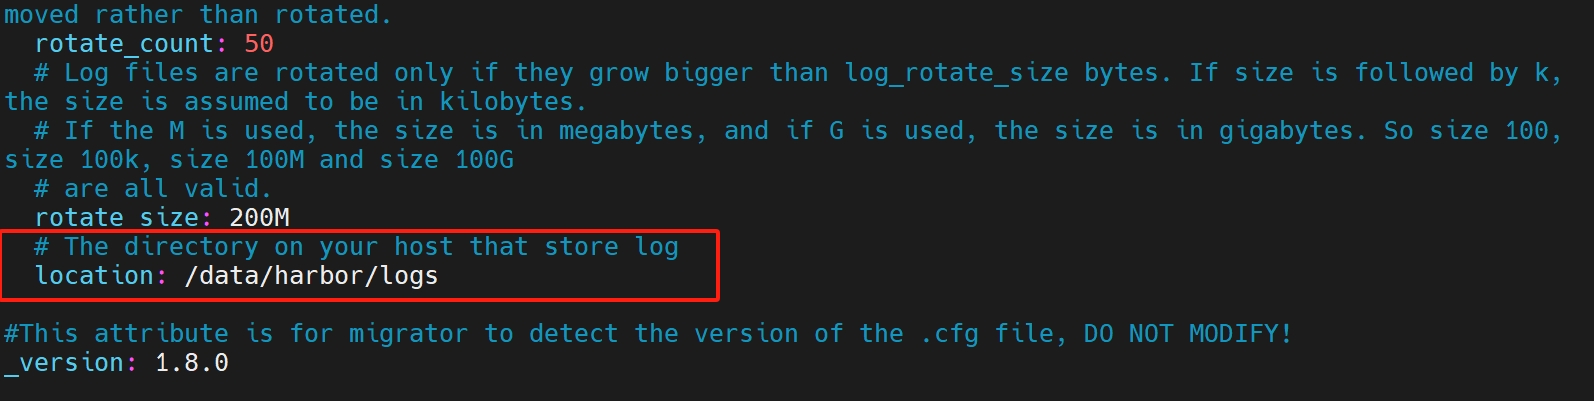 moved rather than rotated.
  rotate_count: 50
  # Log files are rotated only if they grow bigger than log_rotate_size bytes. If size is followed by k,
the size is assumed to be in kilobytes.
  # If the M is used, the size is in megabytes, and if G is used, the size is in gigabytes. So size 100,
size 100k, size 100M and size 100G
  # are all valid.
  rotate_size: 200M
  # The directory on your host that store log
  location: /data/harbor/logs

#This attribute is for migrator to detect the version of the .cfg file, DO NOT MODIFY!
_version: 1.8.0